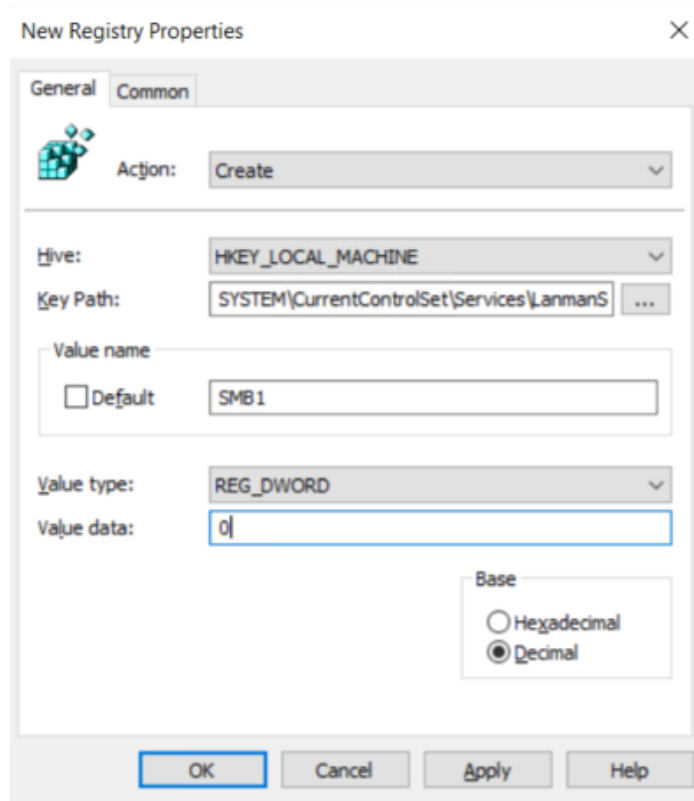 New Registry Properties
General Common
Action: Create
Hive: HKEY_LOCAL_MACHINE
Key Path: SYSTEM\CurrentControlSet\Services\LanmanS ...
Value name
Default SMB1
Value type: REG_DWORD
Value data: 0
Base
Hexadecimal
Decimal
OK Cancel Apply Help